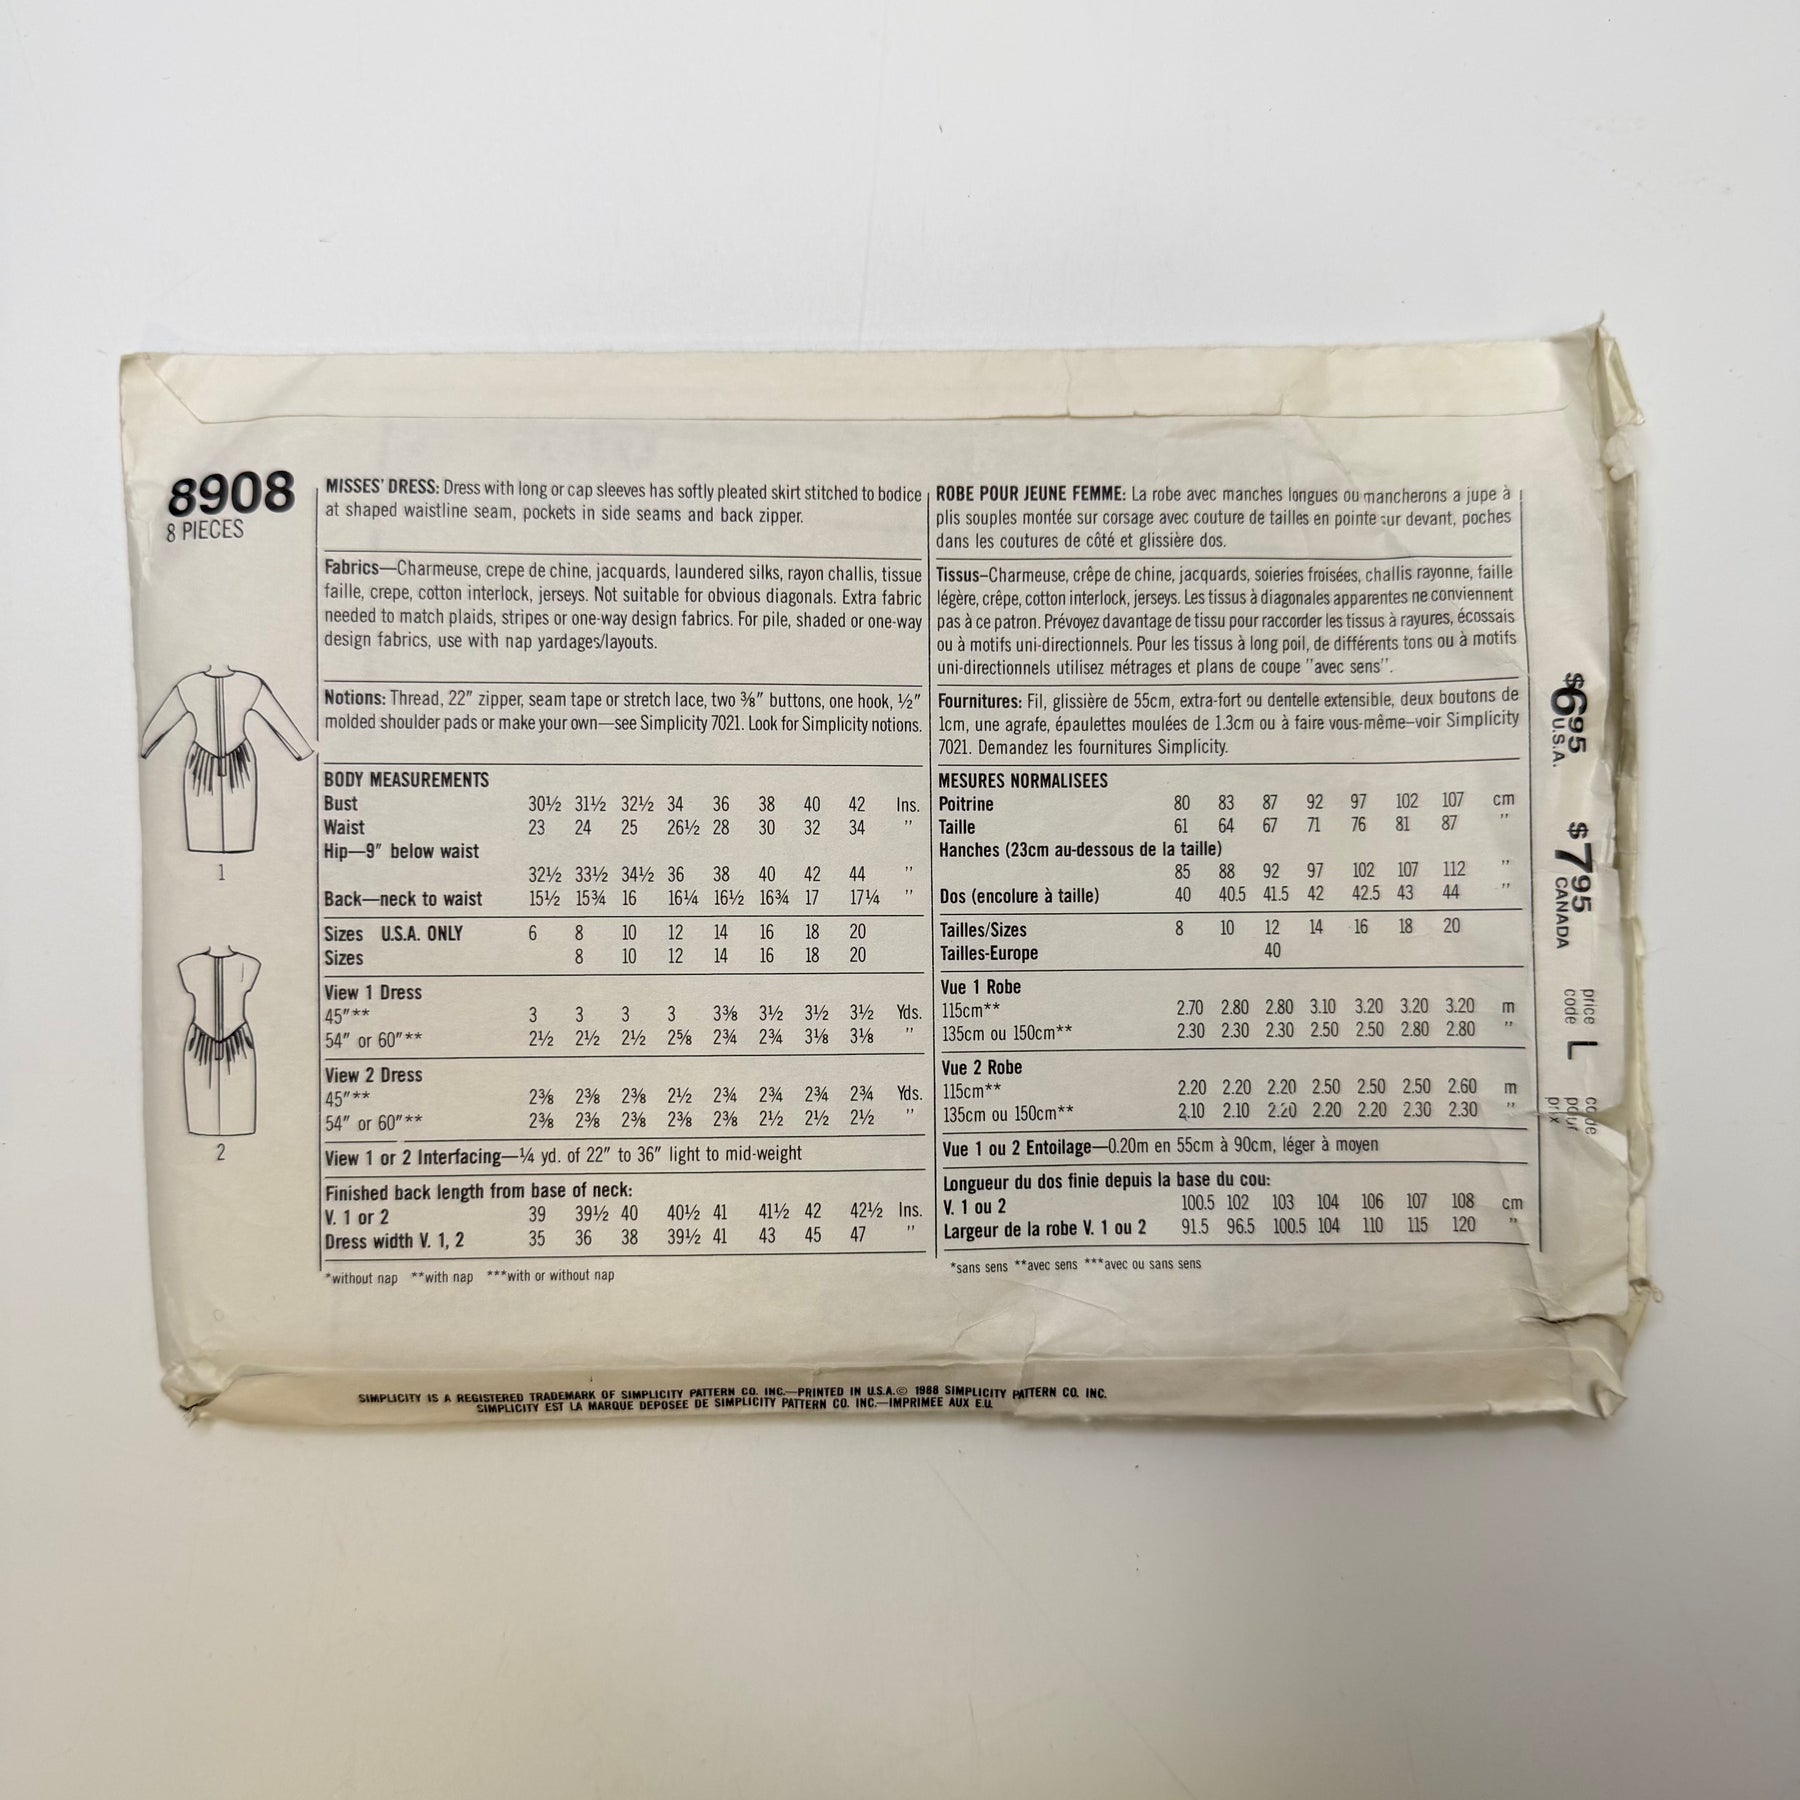 8908
8 PIECES
1
2
MISSES' DRESS: Dress with long or cap sleeves has softly pleated skirt stitched to bodice
at shaped waistline seam, pockets in side seams and back zipper.
Fabrics—Charmeuse, crepe de chine, jacquards, laundered silks, rayon challis, tissue
faille, crepe, cotton interlock, jerseys. Not suitable for obvious diagonals. Extra fabric
needed to match plaids, stripes or one-way design fabrics. For pile, shaded or one-way
design fabrics, use with nap yardages/layouts.
Notions: Thread, 22" zipper, seam tape or stretch lace, two ⅜" buttons, one hook, ½"
molded shoulder pads or make your own—see Simplicity 7021. Look for Simplicity notions.
BODY MEASUREMENTS
Bust 30½ 31½ 32½ 34 36 38 40 42 Ins.
Waist 23 24 25 26½ 28 30 32 34 "
Hip—9" below waist
32½ 33½ 34½ 36 38 40 42 44 "
Back—neck to waist 15½ 15¾ 16 16¼ 16½ 16¾ 17 17¼ "
Sizes U.S.A. ONLY 6 8 10 12 14 16 18 20
Sizes 8 10 12 14 16 18 20
View 1 Dress
45"** 3 3 3 3 3⅜ 3½ 3½ 3½ Yds.
54" or 60"** 2½ 2½ 2½ 2⅝ 2¾ 2¾ 3⅛ 3⅛ "
View 2 Dress
45"** 2⅜ 2⅜ 2⅜ 2½ 2¾ 2¾ 2¾ 2¾ Yds.
54" or 60"** 2⅜ 2⅜ 2⅜ 2⅜ 2⅜ 2½ 2½ 2½ "
View 1 or 2 Interfacing—¼ yd. of 22" to 36" light to mid-weight
Finished back length from base of neck:
V. 1 or 2 39 39½ 40 40½ 41 41½ 42 42½ Ins.
Dress width V. 1, 2 35 36 38 39½ 41 43 45 47 "
*without nap **with nap ***with or without nap
ROBE POUR JEUNE FEMME: La robe avec manches longues ou mancherons a jupe à
plis souples montée sur corsage avec couture de tailles en pointe sur devant, poches
dans les coutures de côté et glissière dos.
Tissus–Charmeuse, crêpe de chine, jacquards, soieries froisées, challis rayonne, faille
légère, crêpe, cotton interlock, jerseys. Les tissus à diagonales apparentes ne conviennent
pas à ce patron. Prévoyez davantage de tissu pour raccorder les tissus à rayures, écossais
ou à motifs uni-directionnels. Pour les tissus à long poil, de différents tons ou à motifs
uni-directionnels utilisez métrages et plans de coupe "avec sens".
Fournitures: Fil, glissière de 55cm, extra-fort ou dentelle extensible, deux boutons de
1cm, une agrafe, épaulettes moulées de 1.3cm ou à faire vous-même–voir Simplicity
7021. Demandez les fournitures Simplicity.
MESURES NORMALISEES
Poitrine 80 83 87 92 97 102 107 cm
Taille 61 64 67 71 76 81 87 "
Hanches (23cm au-dessous de la taille)
85 88 92 97 102 107 112 "
Dos (encolure à taille) 40 40.5 41.5 42 42.5 43 44 "
Tailles/Sizes 8 10 12 14 16 18 20
Tailles-Europe 40
Vue 1 Robe
115cm** 2.70 2.80 2.80 3.10 3.20 3.20 3.20 m
135cm ou 150cm** 2.30 2.30 2.30 2.50 2.50 2.80 2.80 "
Vue 2 Robe
115cm** 2.20 2.20 2.20 2.50 2.50 2.50 2.60 m
135cm ou 150cm** 2.10 2.10 2.20 2.20 2.20 2.30 2.30 "
Vue 1 ou 2 Entoilage—0.20m en 55cm à 90cm, léger à moyen
Longueur du dos finie depuis la base du cou:
V. 1 ou 2 100.5 102 103 104 106 107 108 cm
Largeur de la robe V. 1 ou 2 91.5 96.5 100.5 104 110 115 120 "
*sans sens **avec sens ***avec ou sans sens
$6.95
U.S.A.
$7.95
CANADA
price
code
L
code
pour
prix
SIMPLICITY IS A REGISTERED TRADEMARK OF SIMPLICITY PATTERN CO. INC.—PRINTED IN U.S.A.© 1988 SIMPLICITY PATTERN CO. INC.
SIMPLICITY EST LA MARQUE DEPOSEE DE SIMPLICITY PATTERN CO. INC.—IMPRIMEE AUX E.U.